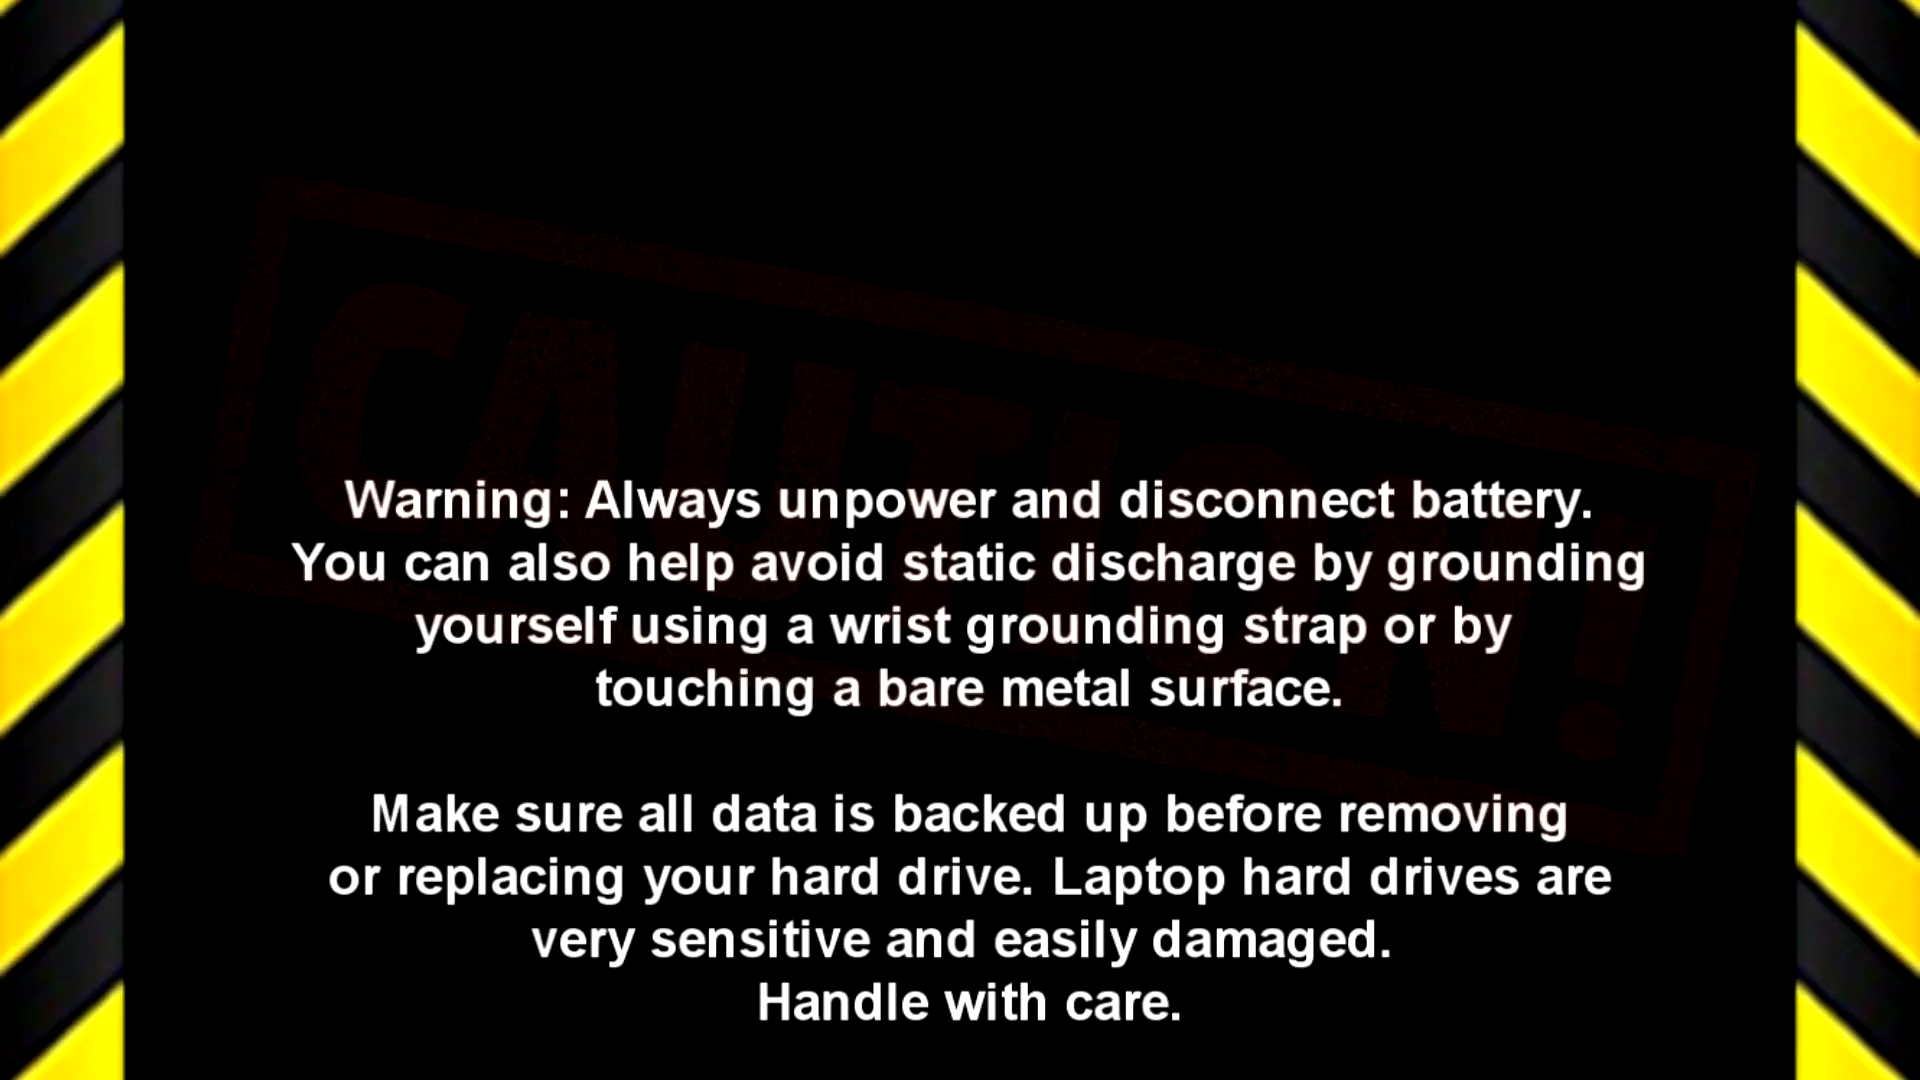 CAUTION!
Warning: Always unpower and disconnect battery.
You can also help avoid static discharge by grounding
yourself using a wrist grounding strap or by
touching a bare metal surface.
Make sure all data is backed up before removing
or replacing your hard drive. Laptop hard drives are
very sensitive and easily damaged.
Handle with care.